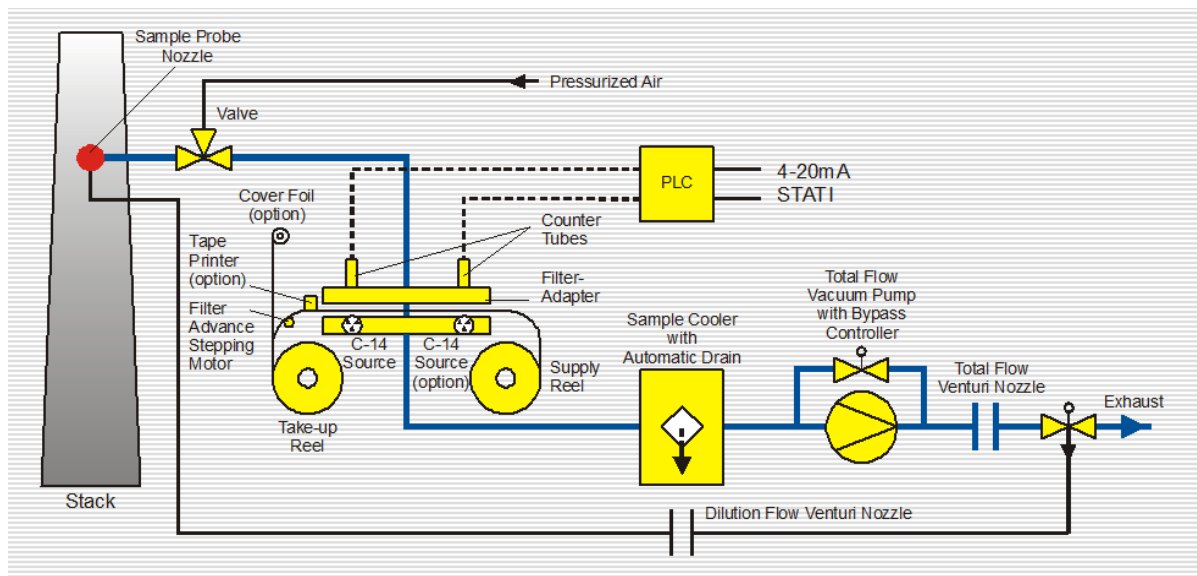 Sample Probe
Nozzle
Pressurized Air
Valve
PLC
4-20mA
STATI
Cover Foil
(option)
Counter
Tubes
Tape
Printer
(option)
Filter-
Adapter
Filter
Advance
Stepping
Motor
C-14
Source
C-14
Source
(option)
Supply
Reel
Take-up
Reel
Sample Cooler
with
Automatic Drain
Total Flow
Vacuum Pump
with Bypass
Controller
Total Flow
Venturi Nozzle
Exhaust
Stack
Dilution Flow Venturi Nozzle